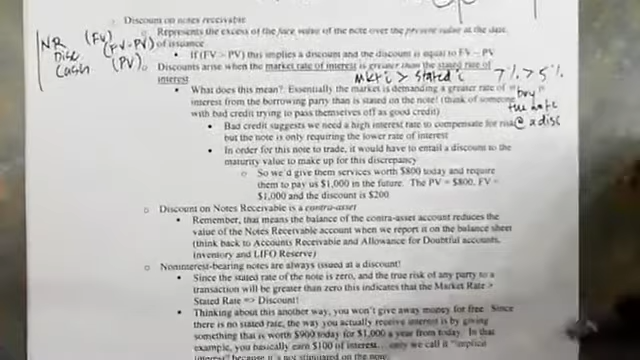 Discount on notes receivable
Represents the excess of the face value of the note over the present value at the date
of issuance
NR (FV)
Disc (FV-PV)
Cash (PV)
If (FV > PV) this implies a discount and the discount is equal to FV – PV
Discounts arise when the market rate of interest is greater than the stated rate of
interest mkt i > stated i 7% > 5%
What does this mean? Essentially the market is demanding a greater rate of
interest from the borrowing party than is stated on the note! (think of someone
with bad credit trying to pass themselves off as good credit)
buy
the note
@ a disc
Bad credit suggests we need a high interest rate to compensate for risk
but the note is only requiring the lower rate of interest
In order for this note to trade, it would have to entail a discount to the
maturity value to make up for this discrepancy
So we'd give them services worth $800 today and require
them to pay us $1,000 in the future. The PV = $800, FV =
$1,000 and the discount is $200
Discount on Notes Receivable is a contra-asset
Remember, that means the balance of the contra-asset account reduces the
value of the Notes Receivable account when we report it on the balance sheet
(think back to Accounts Receivable and Allowance for Doubtful accounts,
Inventory and LIFO Reserve)
Noninterest-bearing notes are always issued at a discount!
Since the stated rate of the note is zero, and the true risk of any party to a
transaction will be greater than zero this indicates that the Market Rate >
Stated Rate => Discount!
Thinking about this another way, you won't give away money for free. Since
there is no stated rate, the way you actually receive interest is by giving
something that is worth $900 today for $1,000 a year from today. In that
example, you basically earn $100 of interest... only we call it "implicit
interest" because it's not stipulated on the note.